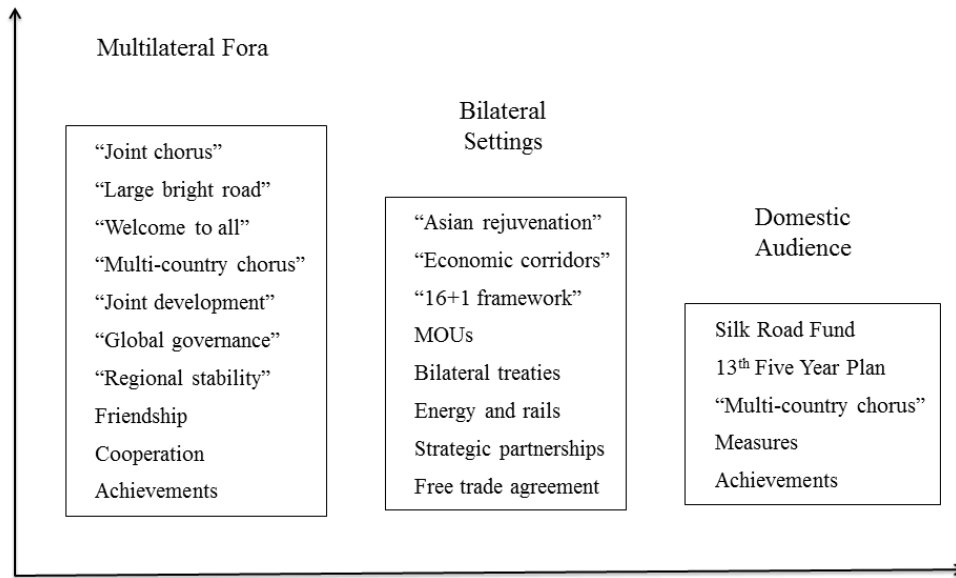 Multilateral Fora
“Joint chorus”
“Large bright road”
“Welcome to all”
“Multi-country chorus”
“Joint development”
“Global governance”
“Regional stability”
Friendship
Cooperation
Achievements
Bilateral
Settings
“Asian rejuvenation”
“Economic corridors”
“16+1 framework”
MOUs
Bilateral treaties
Energy and rails
Strategic partnerships
Free trade agreement
Domestic
Audience
Silk Road Fund
13th Five Year Plan
“Multi-country chorus”
Measures
Achievements